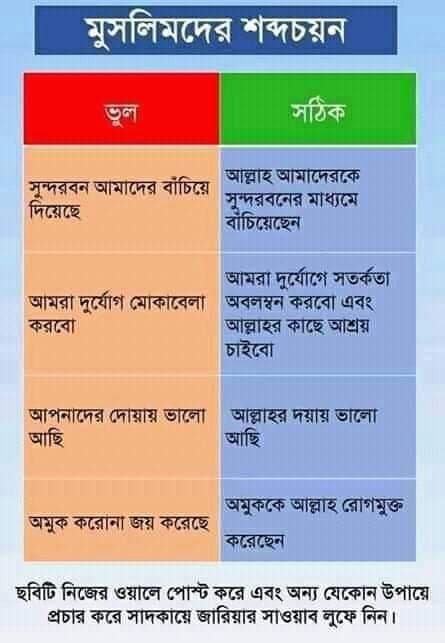 মুসলিমদের শব্দচয়ন
ভুল
সঠিক
সুন্দরবন আমাদের বাঁচিয়ে
দিয়েছে
আল্লাহ আমাদেরকে
সুন্দরবনের মাধ্যমে
বাঁচিয়েছেন
আমরা দুর্যোগ মোকাবেলা
করবো
আমরা দুর্যোগে সতর্কতা
অবলম্বন করবো এবং
আল্লাহর কাছে আশ্রয়
চাইবো
আপনাদের দোয়ায় ভালো
আছি
আল্লাহর দয়ায় ভালো
আছি
অমুক করোনা জয় করেছে
অমুককে আল্লাহ রোগমুক্ত
করেছেন
ছবিটি নিজের ওয়ালে পোস্ট করে এবং অন্য যেকোন উপায়ে
প্রচার করে সাদকায়ে জারিয়ার সাওয়াব লুফে নিন।